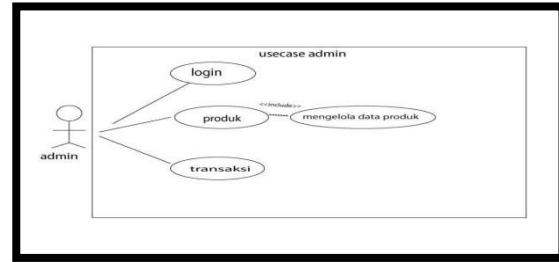 usecase admin
login
<<include>>
produk
mengelola data produk
admin
transaksi